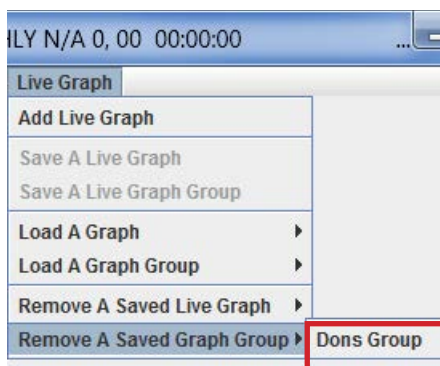 HLY N/A 0, 00 00:00:00 ...
Live Graph
Add Live Graph
Save A Live Graph
Save A Live Graph Group
Load A Graph
Load A Graph Group
Remove A Saved Live Graph
Remove A Saved Graph Group Dons Group